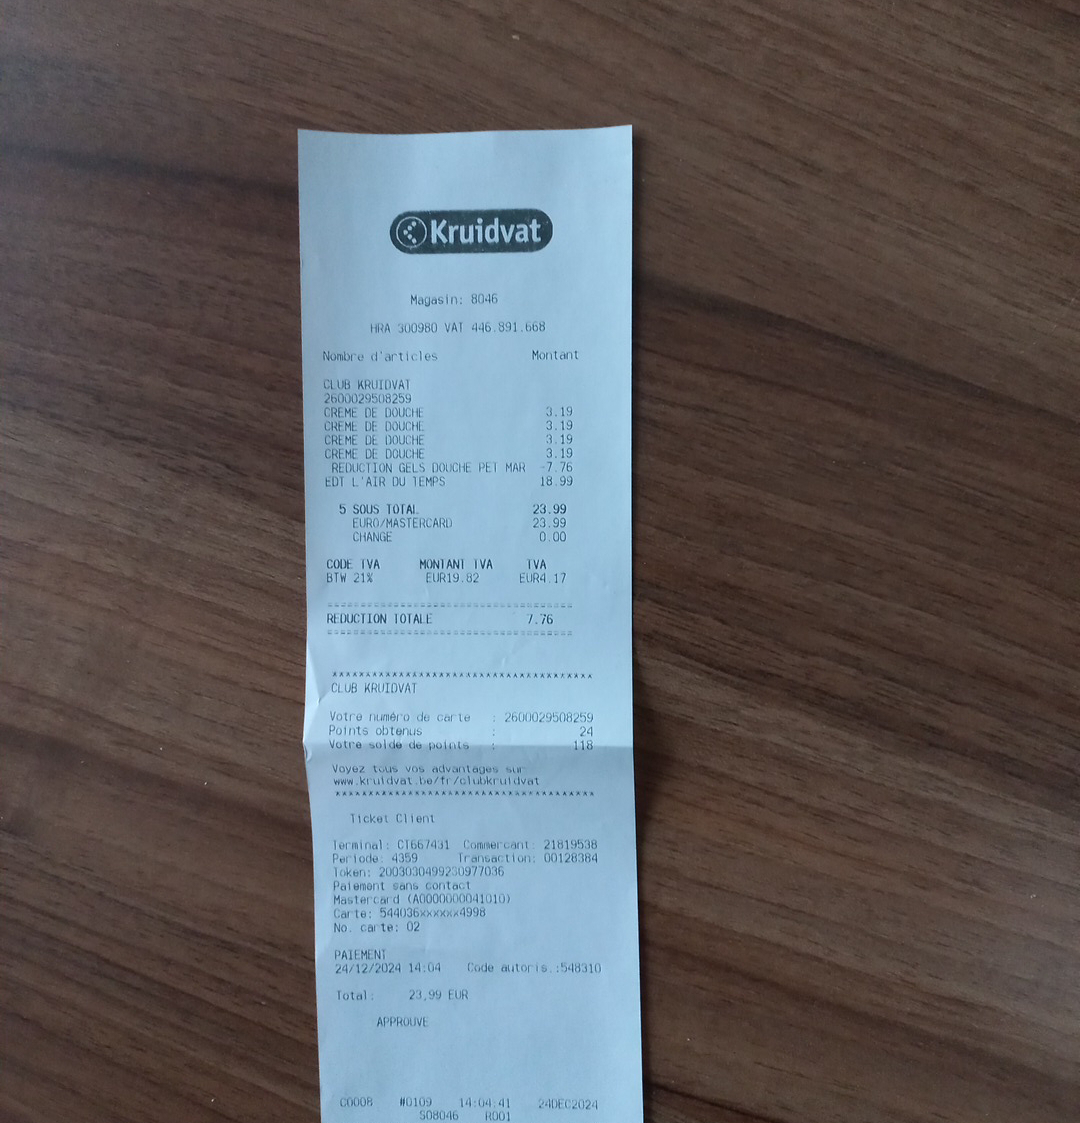 Kruidvat
Magasin: 8046
HRA 300980 VAT 446.891.668
Nombre d'articles Montant
CLUB KRUIDVAT
2600029508259
CREME DE DOUCHE 3.19
CREME DE DOUCHE 3.19
CREME DE DOUCHE 3.19
CREME DE DOUCHE 3.19
REDUCTION GELS DOUCHE PET MAR -7.76
EDT L'AIR DU TEMPS 18.99
5 SOUS TOTAL 23.99
EURO/MASTERCARD 23.99
CHANGE 0.00
CODE TVA MONTANT TVA TVA
BTW 21% EUR19.82 EUR4.17
================================
REDUCTION TOTALE 7.76
================================
****************************************
CLUB KRUIDVAT
Votre numéro de carte : 2600029508259
Points obtenus : 24
Votre solde de points : 118
Voyez tous vos advantages sur
www.kruidvat.be/fr/clubkruidvat
****************************************
Ticket Client
Terminal: CT667431 Commercant: 21819538
Periode: 4359 Transaction: 00128384
Token: 2003030499230977036
Paiement sans contact
Mastercard (A0000000041010)
Carte: 544036xxxxxx4998
No. carte: 02
PAIEMENT
24/12/2024 14:04 Code autoris.:548310
Total: 23,99 EUR
APPROUVE
C0008 #0109 14:04:41 24DEC2024
S08046 R001